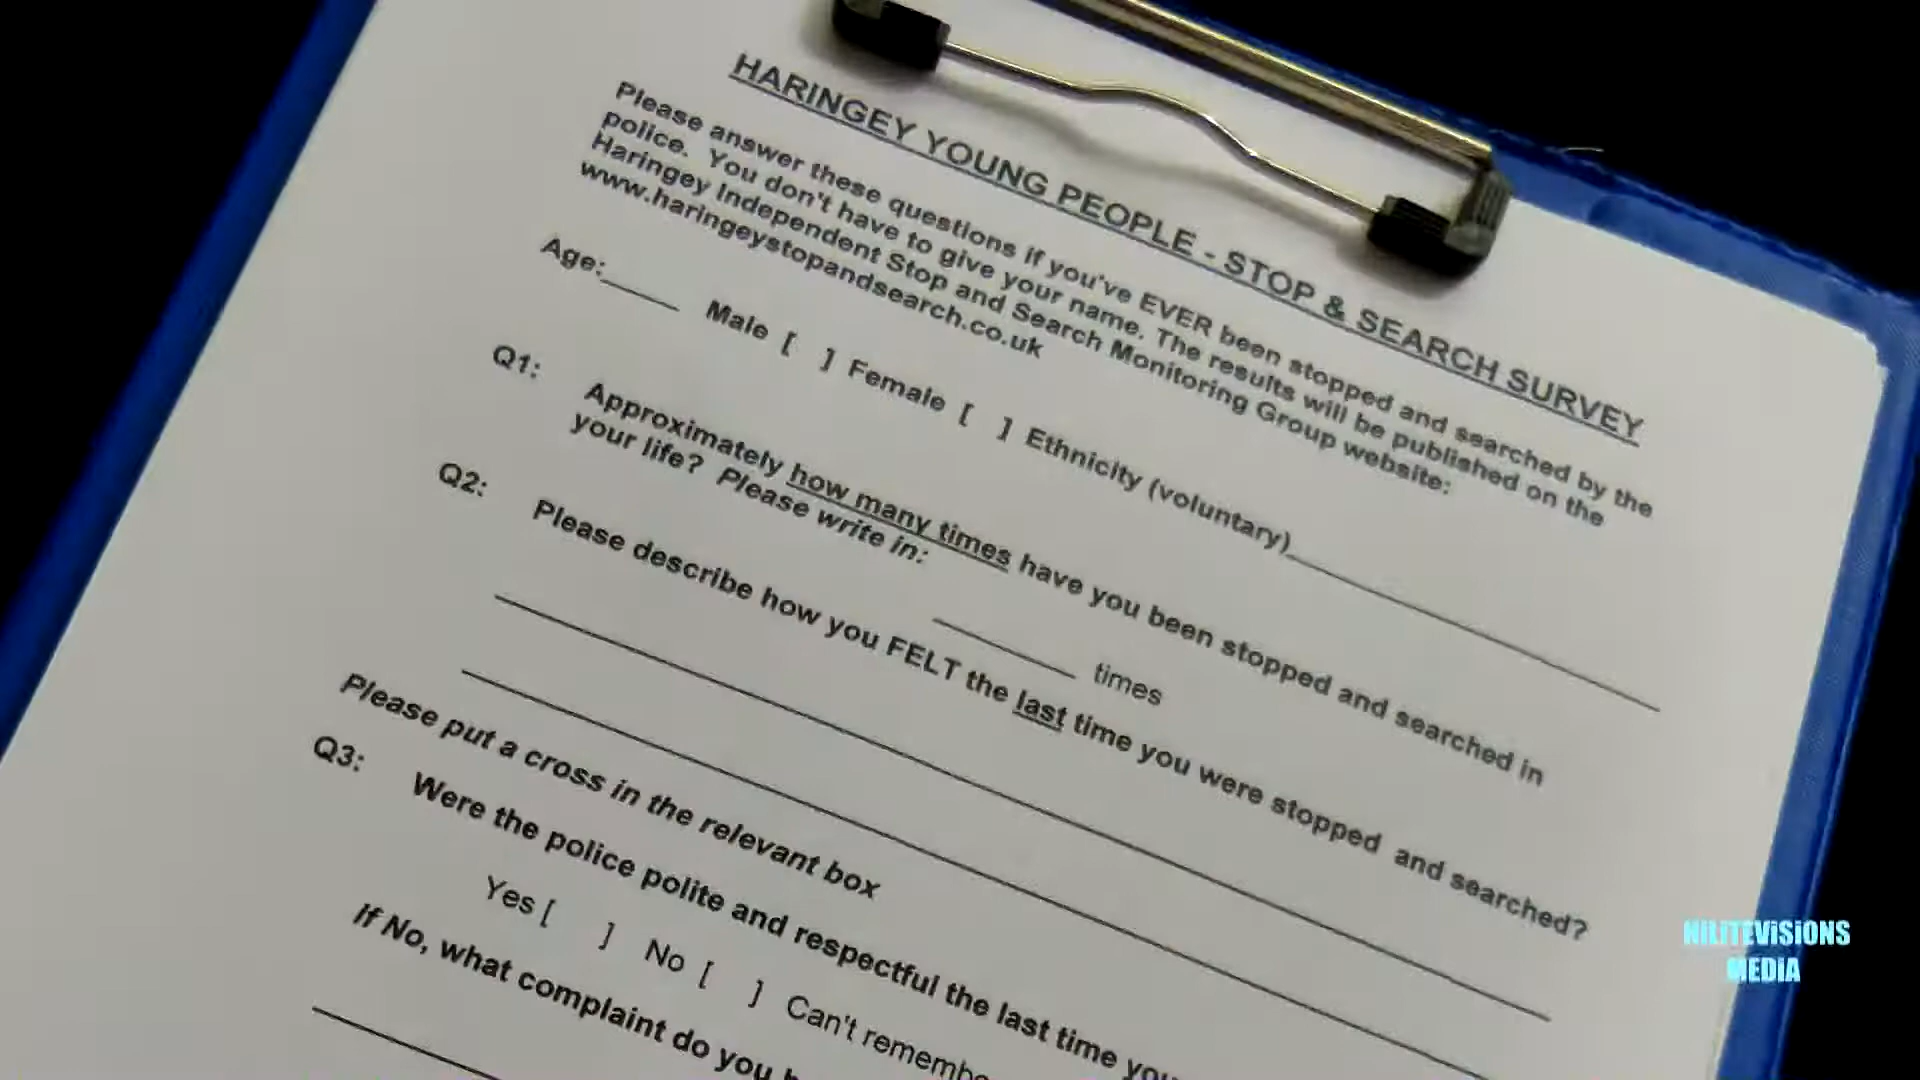 HARINGEY YOUNG PEOPLE - STOP & SEARCH SURVEY
Please answer these questions if you've EVER been stopped and searched by the
police. You don't have to give your name. The results will be published on the
Haringey Independent Stop and Search Monitoring Group website:
www.haringeystopandsearch.co.uk
Age:_____ Male [ ] Female [ ] Ethnicity (voluntary)_____
Q1: Approximately how many times have you been stopped and searched in
your life? Please write in: _____ times
Q2: Please describe how you FELT the last time you were stopped and searched?
Please put a cross in the relevant box
Q3: Were the police polite and respectful the last time
Yes [ ] No [ ] Can't
If No, what complaint do you
NILITEVISIONS
MEDIA